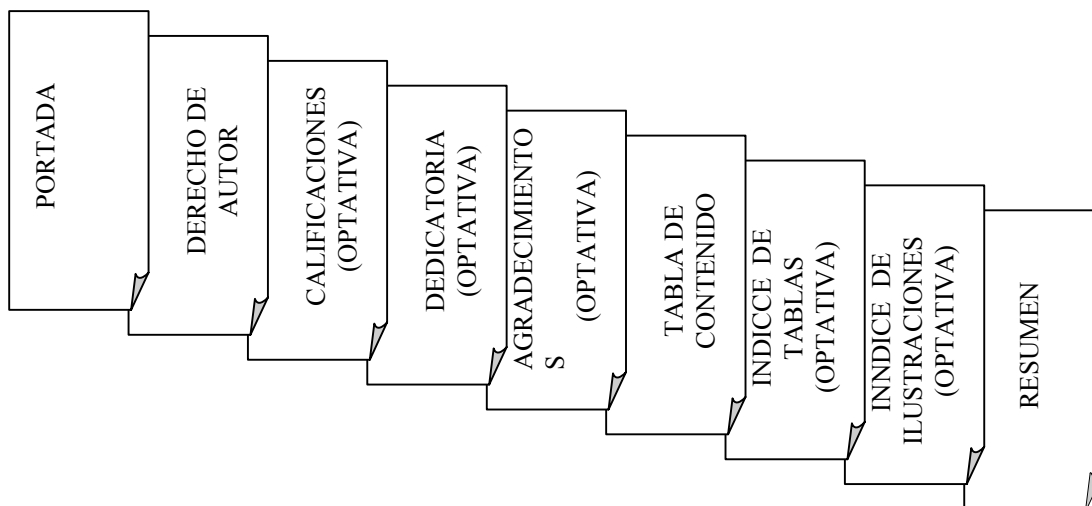 PORTADA
DERECHO DE
AUTOR
CALIFICACIONES
(OPTATIVA)
DEDICATORIA
(OPTATIVA)
AGRADECIMIENTO
S
(OPTATIVA)
TABLA DE
CONTENIDO
INDICCE DE
TABLAS
(OPTATIVA)
INNDICE DE
ILUSTRACIONES
(OPTATIVA)
RESUMEN